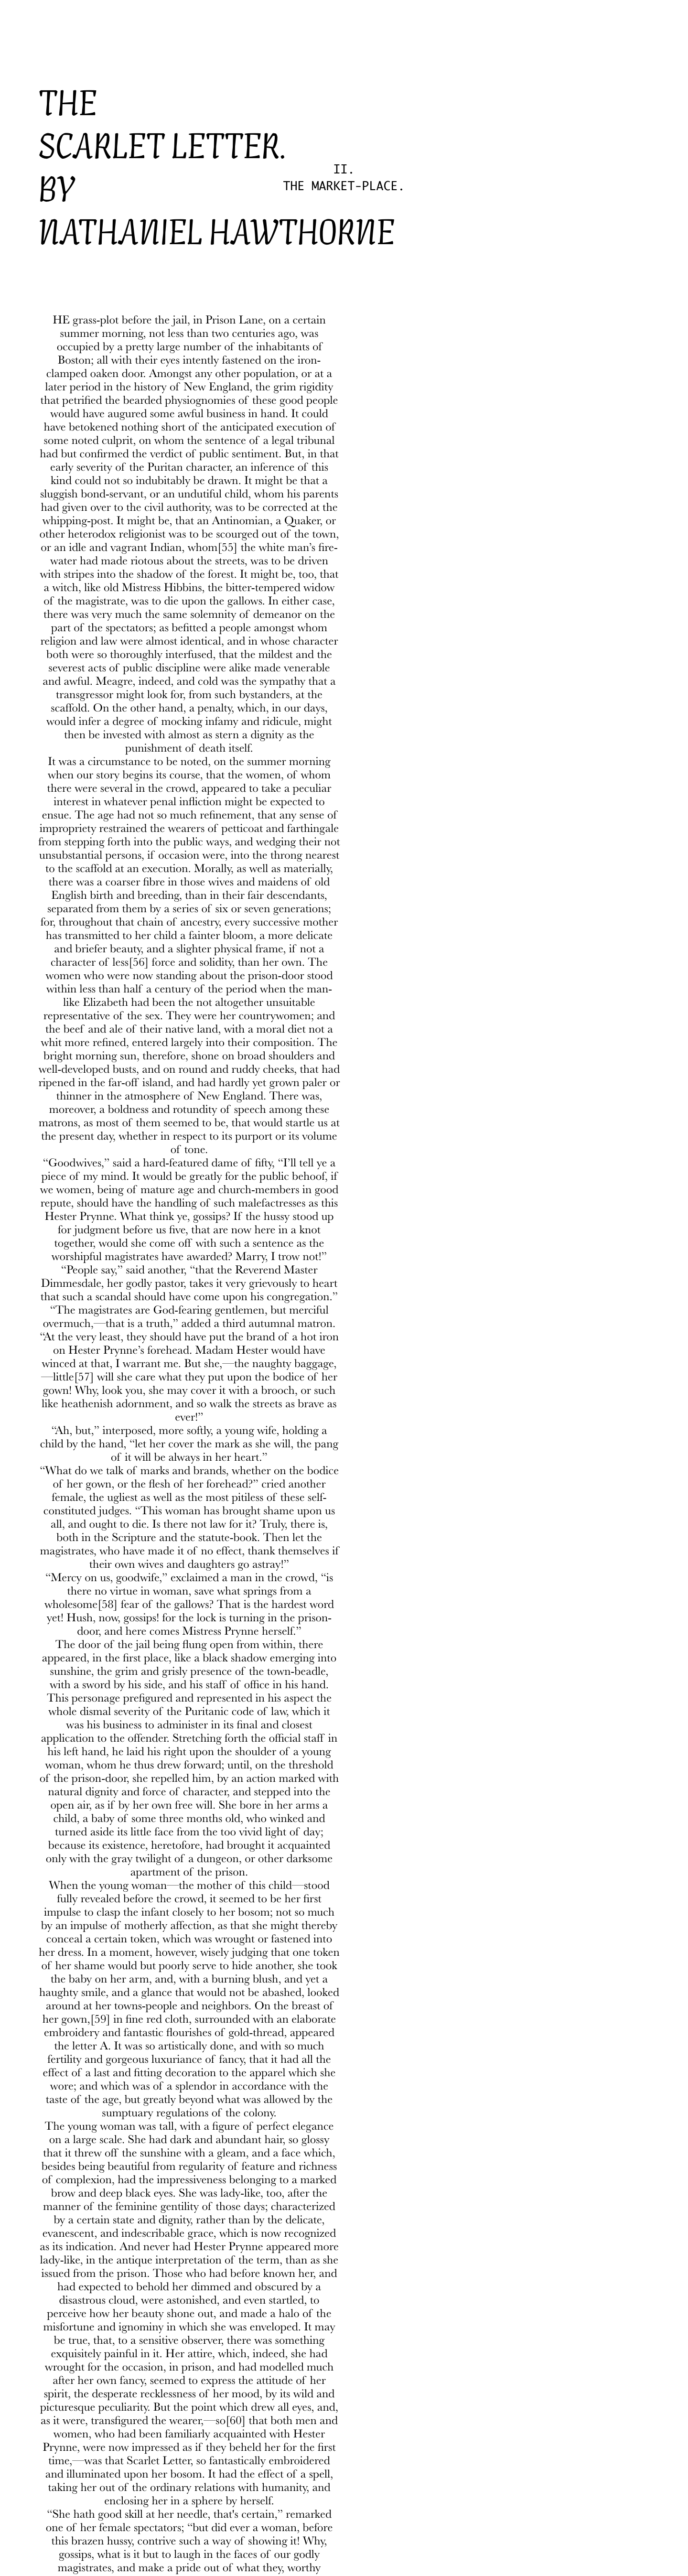 THE
SCARLET LETTER.
BY
NATHANIEL HAWTHORNE
II.
THE MARKET-PLACE.
HE grass-plot before the jail, in Prison Lane, on a certain
summer morning, not less than two centuries ago, was
occupied by a pretty large number of the inhabitants of
Boston; all with their eyes intently fastened on the iron-
clamped oaken door. Amongst any other population, or at a
later period in the history of New England, the grim rigidity
that petrified the bearded physiognomies of these good people
would have augured some awful business in hand. It could
have betokened nothing short of the anticipated execution of
some noted culprit, on whom the sentence of a legal tribunal
had but confirmed the verdict of public sentiment. But, in that
early severity of the Puritan character, an inference of this
kind could not so indubitably be drawn. It might be that a
sluggish bond-servant, or an undutiful child, whom his parents
had given over to the civil authority, was to be corrected at the
whipping-post. It might be, that an Antinomian, a Quaker, or
other heterodox religionist was to be scourged out of the town,
or an idle and vagrant Indian, whom[55] the white man’s fire-
water had made riotous about the streets, was to be driven
with stripes into the shadow of the forest. It might be, too, that
a witch, like old Mistress Hibbins, the bitter-tempered widow
of the magistrate, was to die upon the gallows. In either case,
there was very much the same solemnity of demeanor on the
part of the spectators; as befitted a people amongst whom
religion and law were almost identical, and in whose character
both were so thoroughly interfused, that the mildest and the
severest acts of public discipline were alike made venerable
and awful. Meagre, indeed, and cold was the sympathy that a
transgressor might look for, from such bystanders, at the
scaffold. On the other hand, a penalty, which, in our days,
would infer a degree of mocking infamy and ridicule, might
then be invested with almost as stern a dignity as the
punishment of death itself.
It was a circumstance to be noted, on the summer morning
when our story begins its course, that the women, of whom
there were several in the crowd, appeared to take a peculiar
interest in whatever penal infliction might be expected to
ensue. The age had not so much refinement, that any sense of
impropriety restrained the wearers of petticoat and farthingale
from stepping forth into the public ways, and wedging their not
unsubstantial persons, if occasion were, into the throng nearest
to the scaffold at an execution. Morally, as well as materially,
there was a coarser fibre in those wives and maidens of old
English birth and breeding, than in their fair descendants,
separated from them by a series of six or seven generations;
for, throughout that chain of ancestry, every successive mother
has transmitted to her child a fainter bloom, a more delicate
and briefer beauty, and a slighter physical frame, if not a
character of less[56] force and solidity, than her own. The
women who were now standing about the prison-door stood
within less than half a century of the period when the man-
like Elizabeth had been the not altogether unsuitable
representative of the sex. They were her countrywomen; and
the beef and ale of their native land, with a moral diet not a
whit more refined, entered largely into their composition. The
bright morning sun, therefore, shone on broad shoulders and
well-developed busts, and on round and ruddy cheeks, that had
ripened in the far-off island, and had hardly yet grown paler or
thinner in the atmosphere of New England. There was,
moreover, a boldness and rotundity of speech among these
matrons, as most of them seemed to be, that would startle us at
the present day, whether in respect to its purport or its volume
of tone.
“Goodwives,” said a hard-featured dame of fifty, “I’ll tell ye a
piece of my mind. It would be greatly for the public behoof, if
we women, being of mature age and church-members in good
repute, should have the handling of such malefactresses as this
Hester Prynne. What think ye, gossips? If the hussy stood up
for judgment before us five, that are now here in a knot
together, would she come off with such a sentence as the
worshipful magistrates have awarded? Marry, I trow not!”
“People say,” said another, “that the Reverend Master
Dimmesdale, her godly pastor, takes it very grievously to heart
that such a scandal should have come upon his congregation.”
“The magistrates are God-fearing gentlemen, but merciful
overmuch,—that is a truth,” added a third autumnal matron.
“At the very least, they should have put the brand of a hot iron
on Hester Prynne’s forehead. Madam Hester would have
winced at that, I warrant me. But she,—the naughty baggage,
—little[57] will she care what they put upon the bodice of her
gown! Why, look you, she may cover it with a brooch, or such
like heathenish adornment, and so walk the streets as brave as
ever!”
“Ah, but,” interposed, more softly, a young wife, holding a
child by the hand, “let her cover the mark as she will, the pang
of it will be always in her heart.”
“What do we talk of marks and brands, whether on the bodice
of her gown, or the flesh of her forehead?” cried another
female, the ugliest as well as the most pitiless of these self-
constituted judges. “This woman has brought shame upon us
all, and ought to die. Is there not law for it? Truly, there is,
both in the Scripture and the statute-book. Then let the
magistrates, who have made it of no effect, thank themselves if
their own wives and daughters go astray!”
“Mercy on us, goodwife,” exclaimed a man in the crowd, “is
there no virtue in woman, save what springs from a
wholesome[58] fear of the gallows? That is the hardest word
yet! Hush, now, gossips! for the lock is turning in the prison-
door, and here comes Mistress Prynne herself.”
The door of the jail being flung open from within, there
appeared, in the first place, like a black shadow emerging into
sunshine, the grim and grisly presence of the town-beadle,
with a sword by his side, and his staff of office in his hand.
This personage prefigured and represented in his aspect the
whole dismal severity of the Puritanic code of law, which it
was his business to administer in its final and closest
application to the offender. Stretching forth the official staff in
his left hand, he laid his right upon the shoulder of a young
woman, whom he thus drew forward; until, on the threshold
of the prison-door, she repelled him, by an action marked with
natural dignity and force of character, and stepped into the
open air, as if by her own free will. She bore in her arms a
child, a baby of some three months old, who winked and
turned aside its little face from the too vivid light of day;
because its existence, heretofore, had brought it acquainted
only with the gray twilight of a dungeon, or other darksome
apartment of the prison.
When the young woman—the mother of this child—stood
fully revealed before the crowd, it seemed to be her first
impulse to clasp the infant closely to her bosom; not so much
by an impulse of motherly affection, as that she might thereby
conceal a certain token, which was wrought or fastened into
her dress. In a moment, however, wisely judging that one token
of her shame would but poorly serve to hide another, she took
the baby on her arm, and, with a burning blush, and yet a
haughty smile, and a glance that would not be abashed, looked
around at her towns-people and neighbors. On the breast of
her gown,[59] in fine red cloth, surrounded with an elaborate
embroidery and fantastic flourishes of gold-thread, appeared
the letter A. It was so artistically done, and with so much
fertility and gorgeous luxuriance of fancy, that it had all the
effect of a last and fitting decoration to the apparel which she
wore; and which was of a splendor in accordance with the
taste of the age, but greatly beyond what was allowed by the
sumptuary regulations of the colony.
The young woman was tall, with a figure of perfect elegance
on a large scale. She had dark and abundant hair, so glossy
that it threw off the sunshine with a gleam, and a face which,
besides being beautiful from regularity of feature and richness
of complexion, had the impressiveness belonging to a marked
brow and deep black eyes. She was lady-like, too, after the
manner of the feminine gentility of those days; characterized
by a certain state and dignity, rather than by the delicate,
evanescent, and indescribable grace, which is now recognized
as its indication. And never had Hester Prynne appeared more
lady-like, in the antique interpretation of the term, than as she
issued from the prison. Those who had before known her, and
had expected to behold her dimmed and obscured by a
disastrous cloud, were astonished, and even startled, to
perceive how her beauty shone out, and made a halo of the
misfortune and ignominy in which she was enveloped. It may
be true, that, to a sensitive observer, there was something
exquisitely painful in it. Her attire, which, indeed, she had
wrought for the occasion, in prison, and had modelled much
after her own fancy, seemed to express the attitude of her
spirit, the desperate recklessness of her mood, by its wild and
picturesque peculiarity. But the point which drew all eyes, and,
as it were, transfigured the wearer,—so[60] that both men and
women, who had been familiarly acquainted with Hester
Prynne, were now impressed as if they beheld her for the first
time,—was that Scarlet Letter, so fantastically embroidered
and illuminated upon her bosom. It had the effect of a spell,
taking her out of the ordinary relations with humanity, and
enclosing her in a sphere by herself.
“She hath good skill at her needle, that's certain,” remarked
one of her female spectators; “but did ever a woman, before
this brazen hussy, contrive such a way of showing it! Why,
gossips, what is it but to laugh in the faces of our godly
magistrates, and make a pride out of what they, worthy